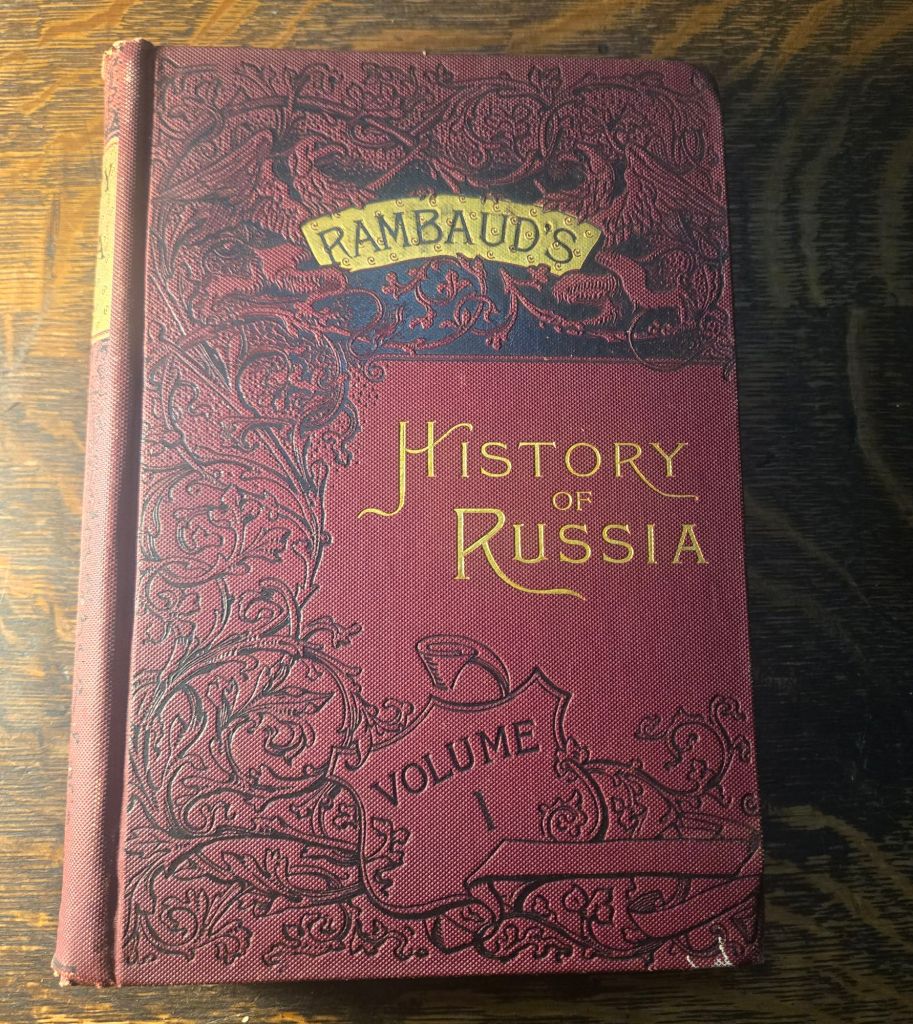 RAMBAUD'S
HISTORY
OF
RUSSIA
VOLUME
I